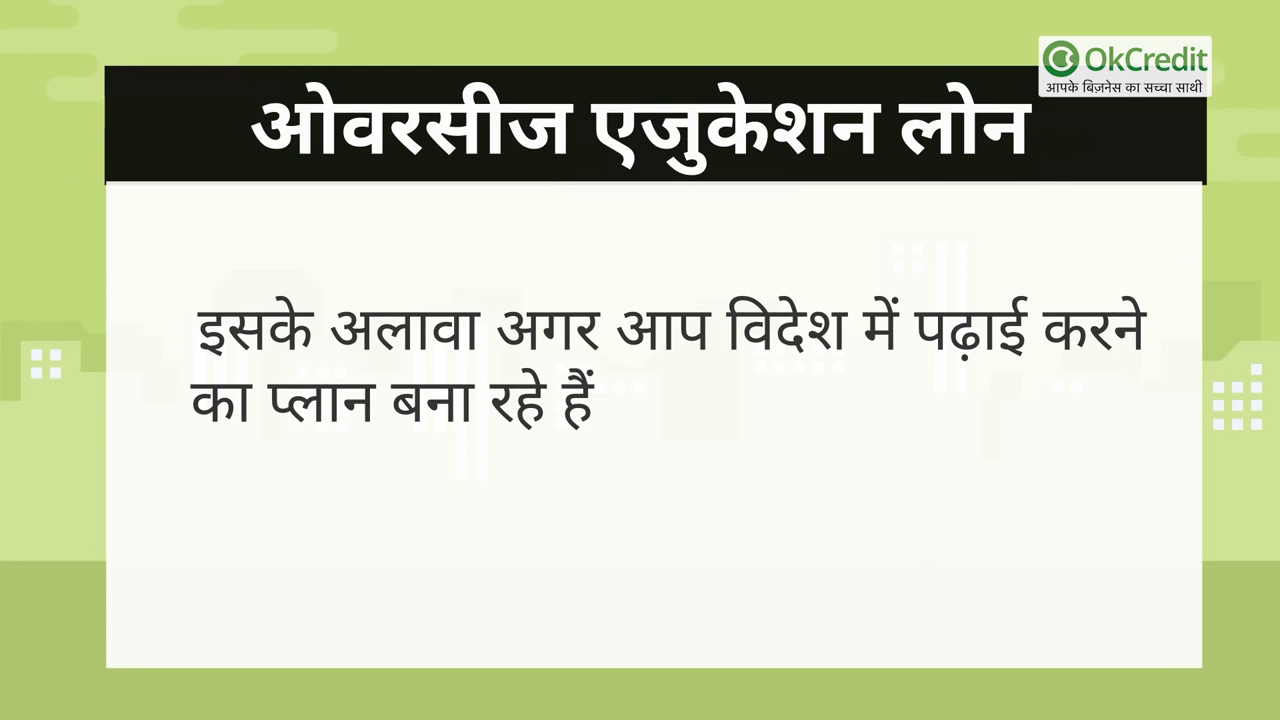 OkCredit
आपके बिज़नेस का सच्चा साथी
ओवरसीज एजुकेशन लोन
इसके अलावा अगर आप विदेश में पढ़ाई करने
का प्लान बना रहे हैं